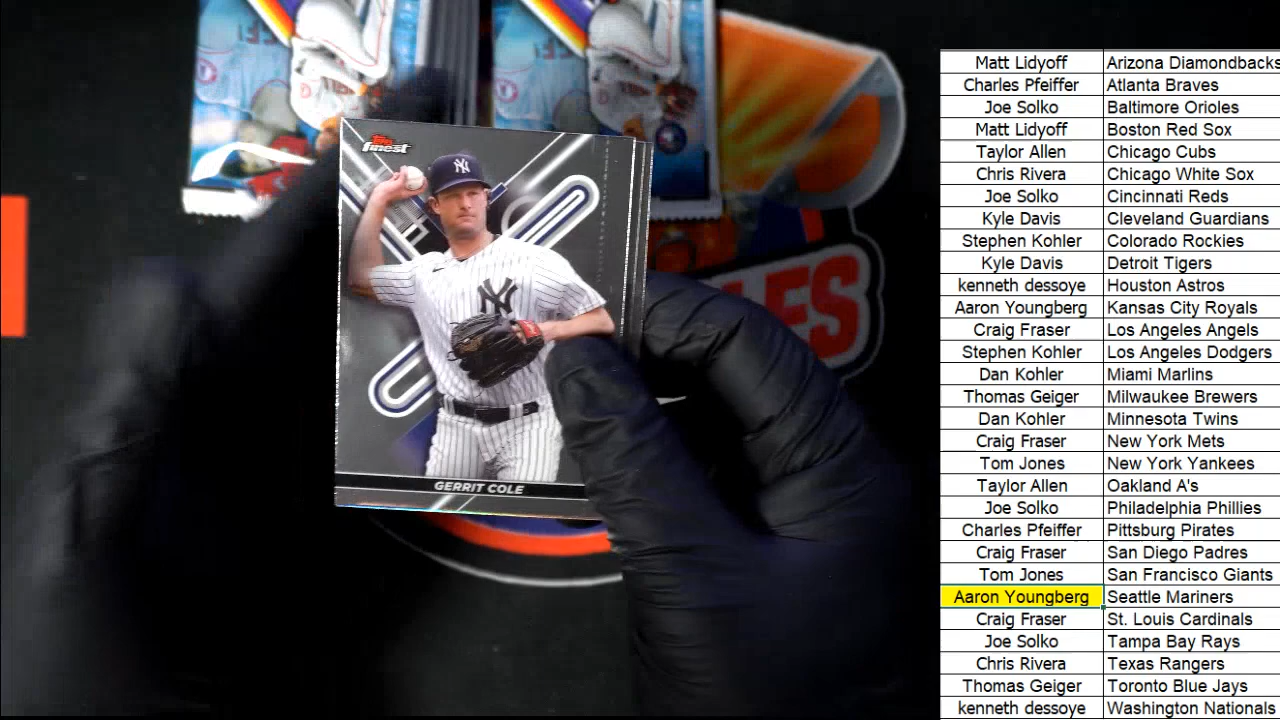 Topps
Finest
NY
NY
GERRIT COLE
LES
Matt Lidyoff Arizona Diamondbacks
Charles Pfeiffer Atlanta Braves
Joe Solko Baltimore Orioles
Matt Lidyoff Boston Red Sox
Taylor Allen Chicago Cubs
Chris Rivera Chicago White Sox
Joe Solko Cincinnati Reds
Kyle Davis Cleveland Guardians
Stephen Kohler Colorado Rockies
Kyle Davis Detroit Tigers
kenneth dessoye Houston Astros
Aaron Youngberg Kansas City Royals
Craig Fraser Los Angeles Angels
Stephen Kohler Los Angeles Dodgers
Dan Kohler Miami Marlins
Thomas Geiger Milwaukee Brewers
Dan Kohler Minnesota Twins
Craig Fraser New York Mets
Tom Jones New York Yankees
Taylor Allen Oakland A's
Joe Solko Philadelphia Phillies
Charles Pfeiffer Pittsburg Pirates
Craig Fraser San Diego Padres
Tom Jones San Francisco Giants
Aaron Youngberg Seattle Mariners
Craig Fraser St. Louis Cardinals
Joe Solko Tampa Bay Rays
Chris Rivera Texas Rangers
Thomas Geiger Toronto Blue Jays
kenneth dessoye Washington Nationals